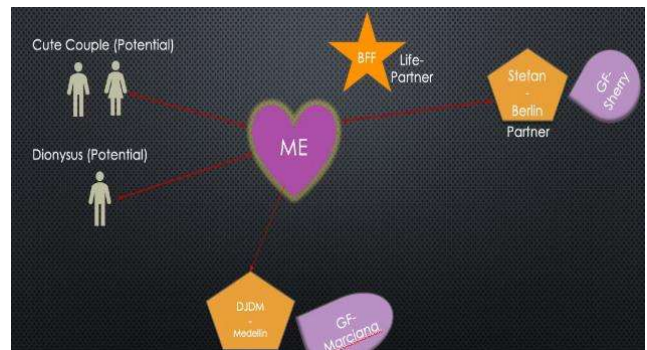 Cute Couple (Potential)
BFF
Life-
Partner
Stefan
-
Berlin
Partner
GF-
Sherry
ME
Dionysus (Potential)
DJDM
-
Medellin
GF-
Marciana